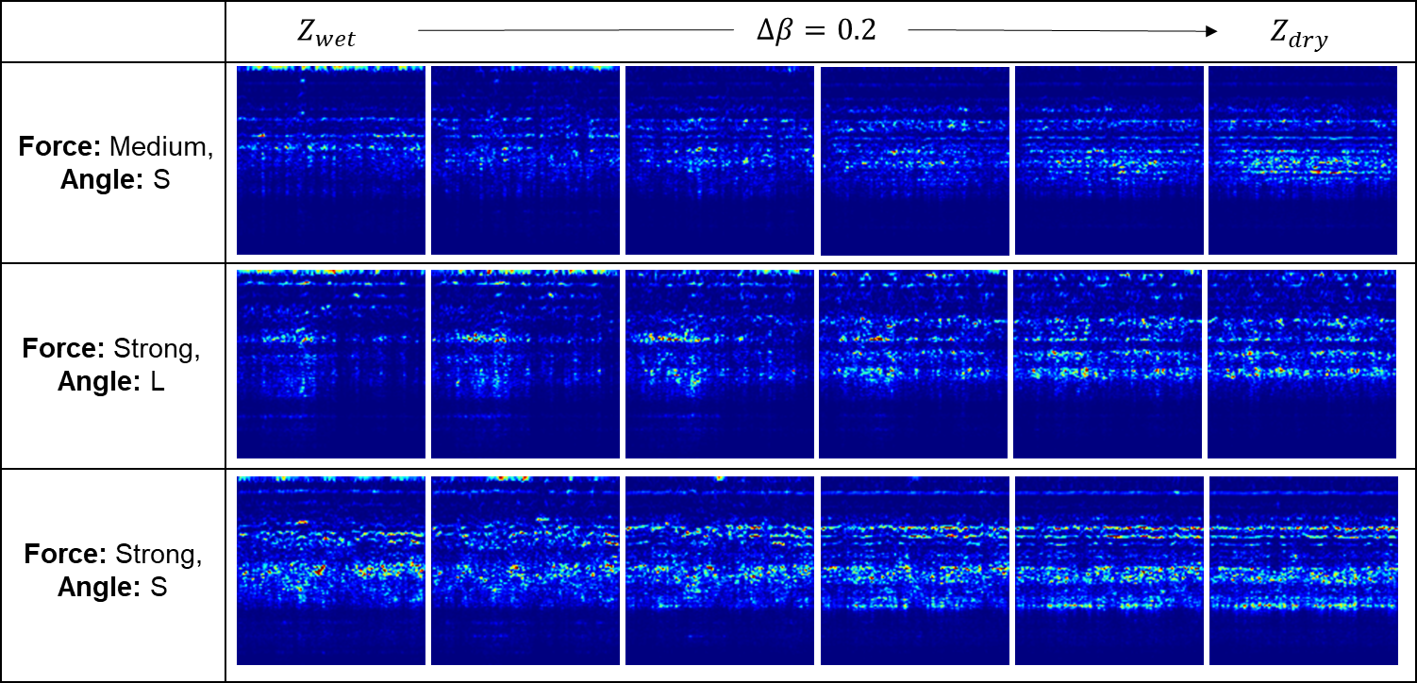 Z_wet Δβ = 0.2 Z_dry
Force: Medium,
Angle: S
Force: Strong,
Angle: L
Force: Strong,
Angle: S